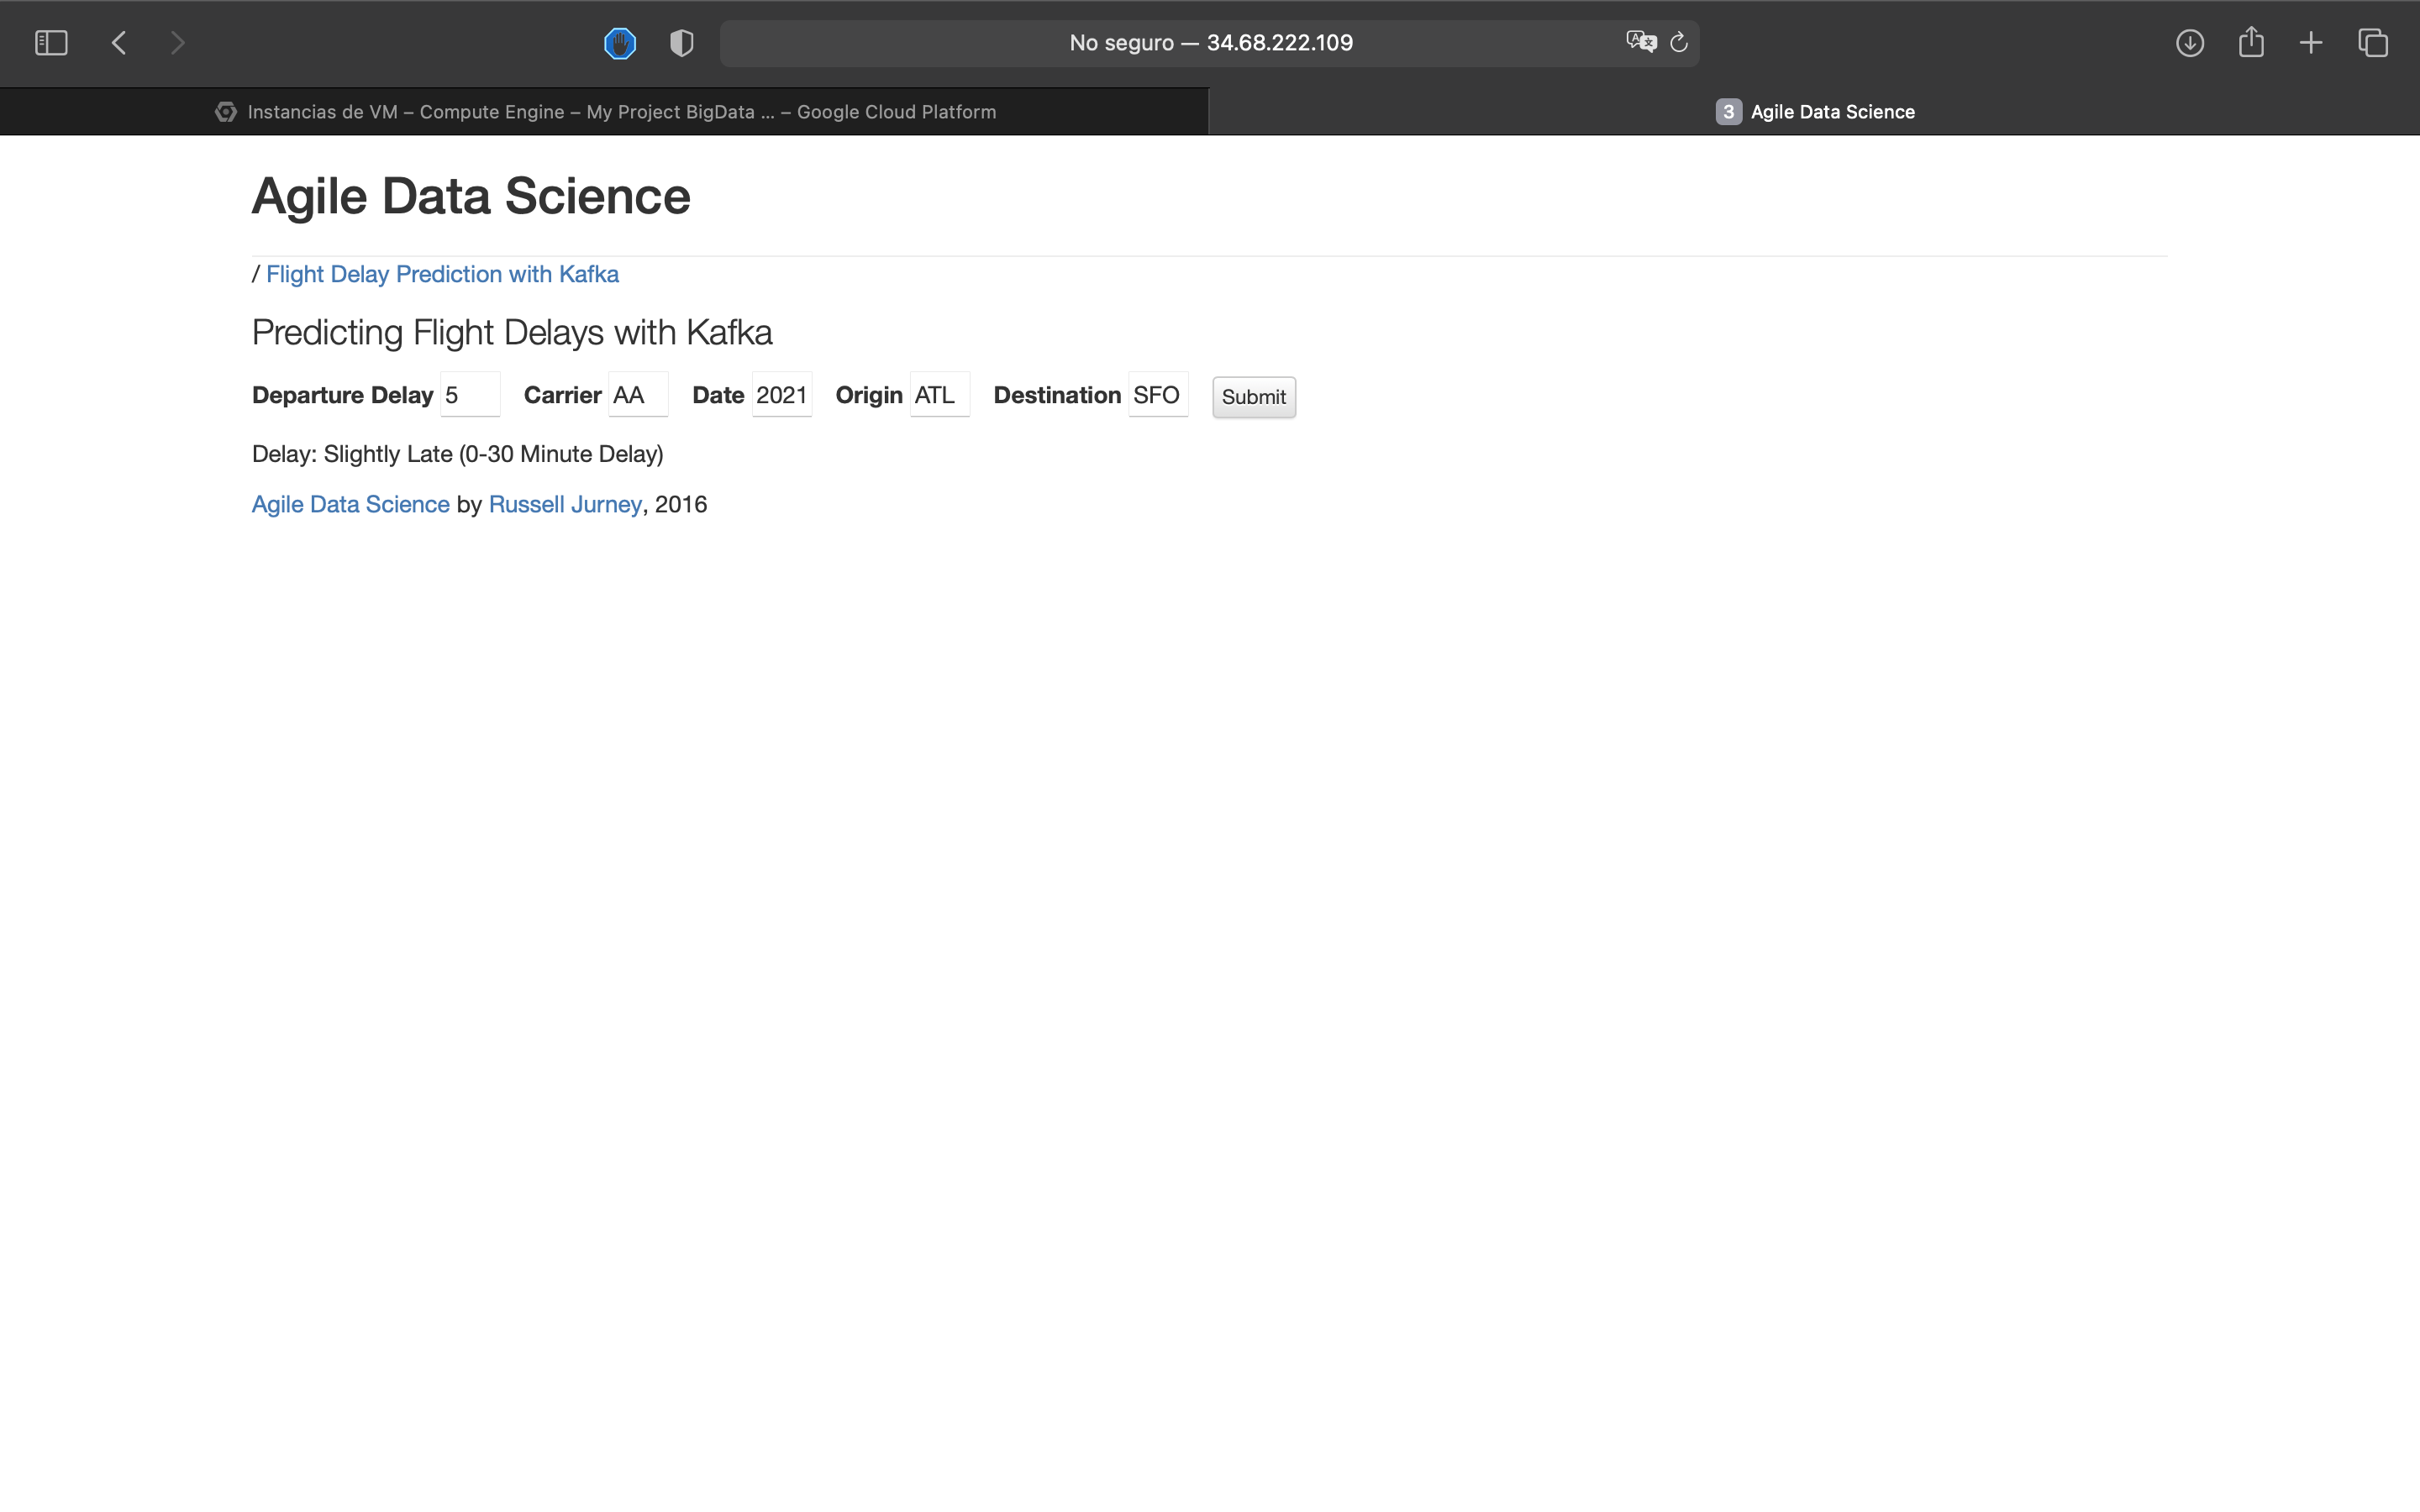 No seguro — 34.68.222.109
Instancias de VM – Compute Engine – My Project BigData ... – Google Cloud Platform
3 Agile Data Science
Agile Data Science
/ Flight Delay Prediction with Kafka
Predicting Flight Delays with Kafka
Departure Delay 5 Carrier AA Date 2021 Origin ATL Destination SFO Submit
Delay: Slightly Late (0-30 Minute Delay)
Agile Data Science by Russell Jurney, 2016